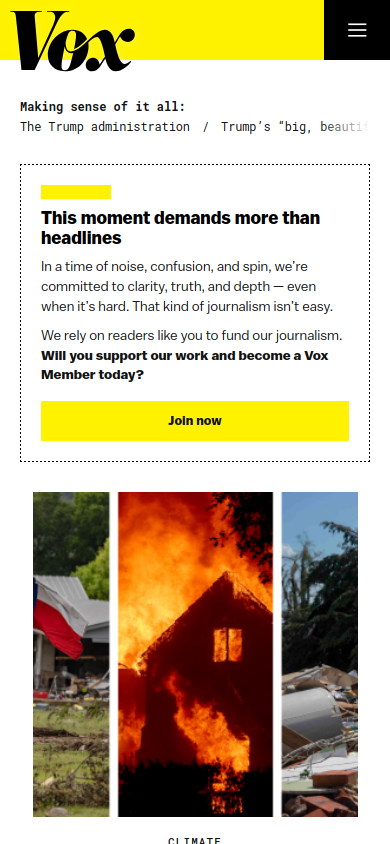 Vox
Making sense of it all:
The Trump administration / Trump’s “big, beauti
This moment demands more than
headlines
In a time of noise, confusion, and spin, we’re
committed to clarity, truth, and depth — even
when it’s hard. That kind of journalism isn’t easy.
We rely on readers like you to fund our journalism.
Will you support our work and become a Vox
Member today?
Join now
CLIMATE